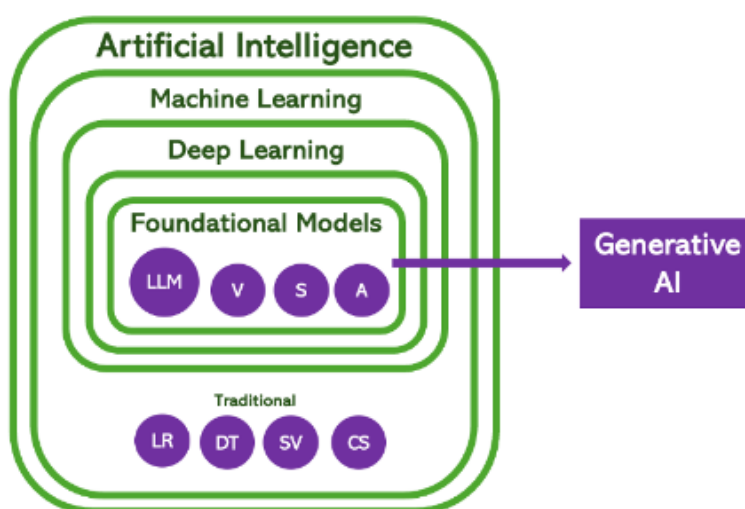 Artificial Intelligence
Machine Learning
Deep Learning
Foundational Models
LLM V S A
Generative
AI
Traditional
LR DT SV CS